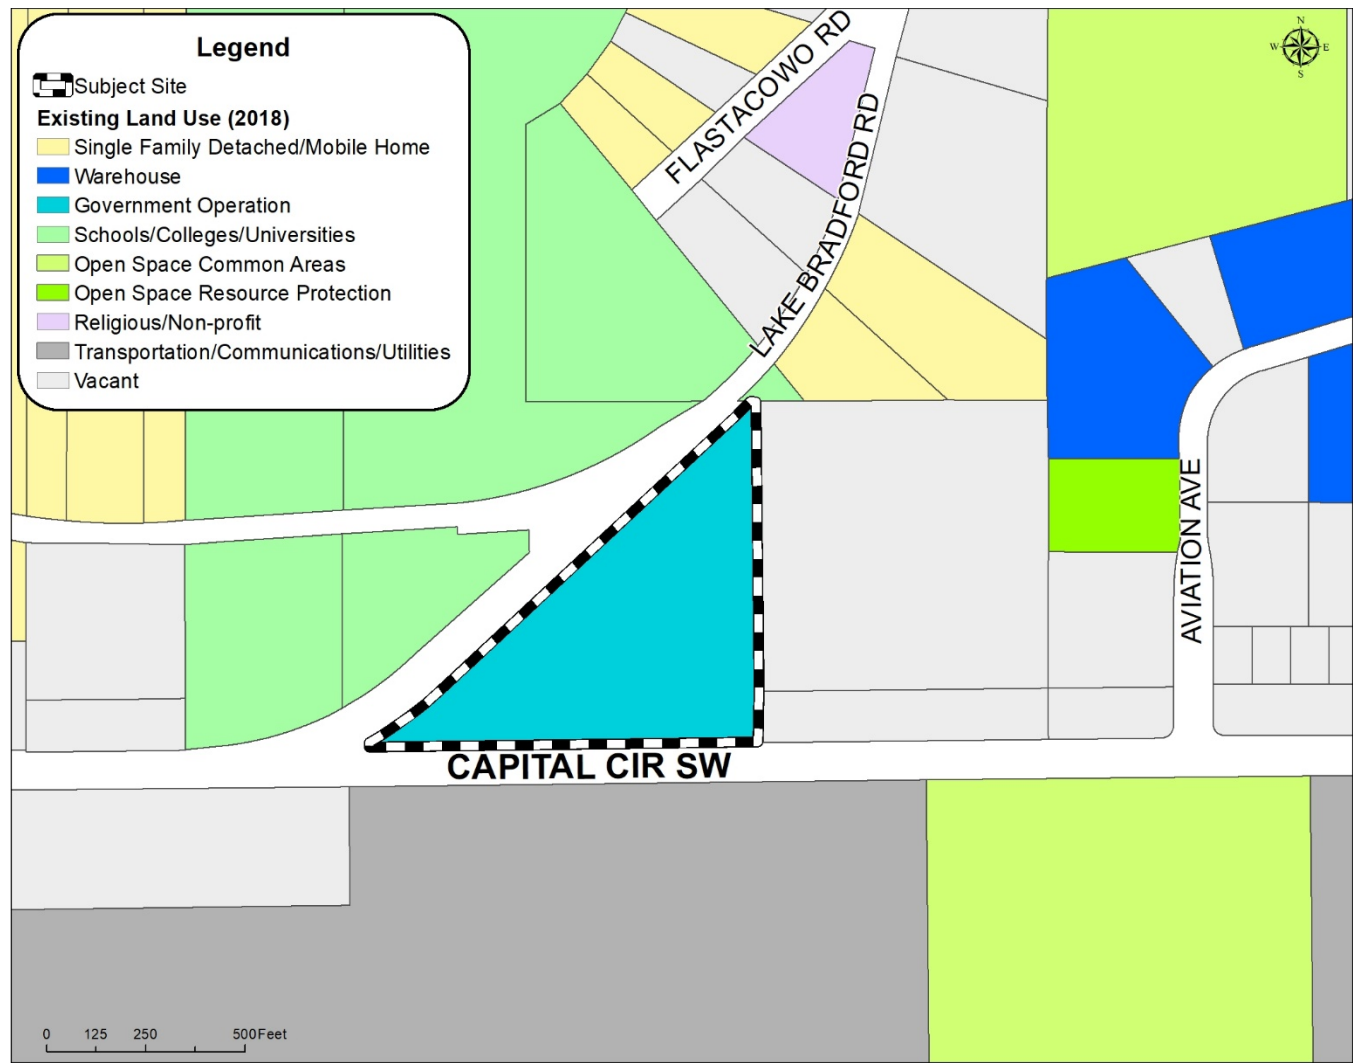 Legend
Subject Site
Existing Land Use (2018)
Single Family Detached/Mobile Home
Warehouse
Government Operation
Schools/Colleges/Universities
Open Space Common Areas
Open Space Resource Protection
Religious/Non-profit
Transportation/Communications/Utilities
Vacant
N
W E
S
FLASTACOWO RD
LAKE BRADFORD RD
AVIATION AVE
CAPITAL CIR SW
0 125 250 500 Feet